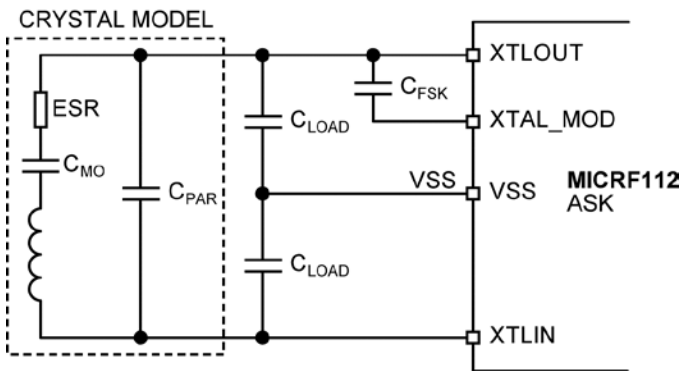 CRYSTAL MODEL
XTLOUT
ESR
CFSK
CLOAD
XTAL_MOD
CMO
VSS
VSS
MICRF112
ASK
CPAR
CLOAD
XTLIN